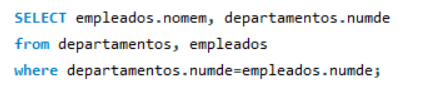 SELECT empleados.nomem, departamentos.numde
from departamentos, empleados
where departamentos.numde=empleados.numde;